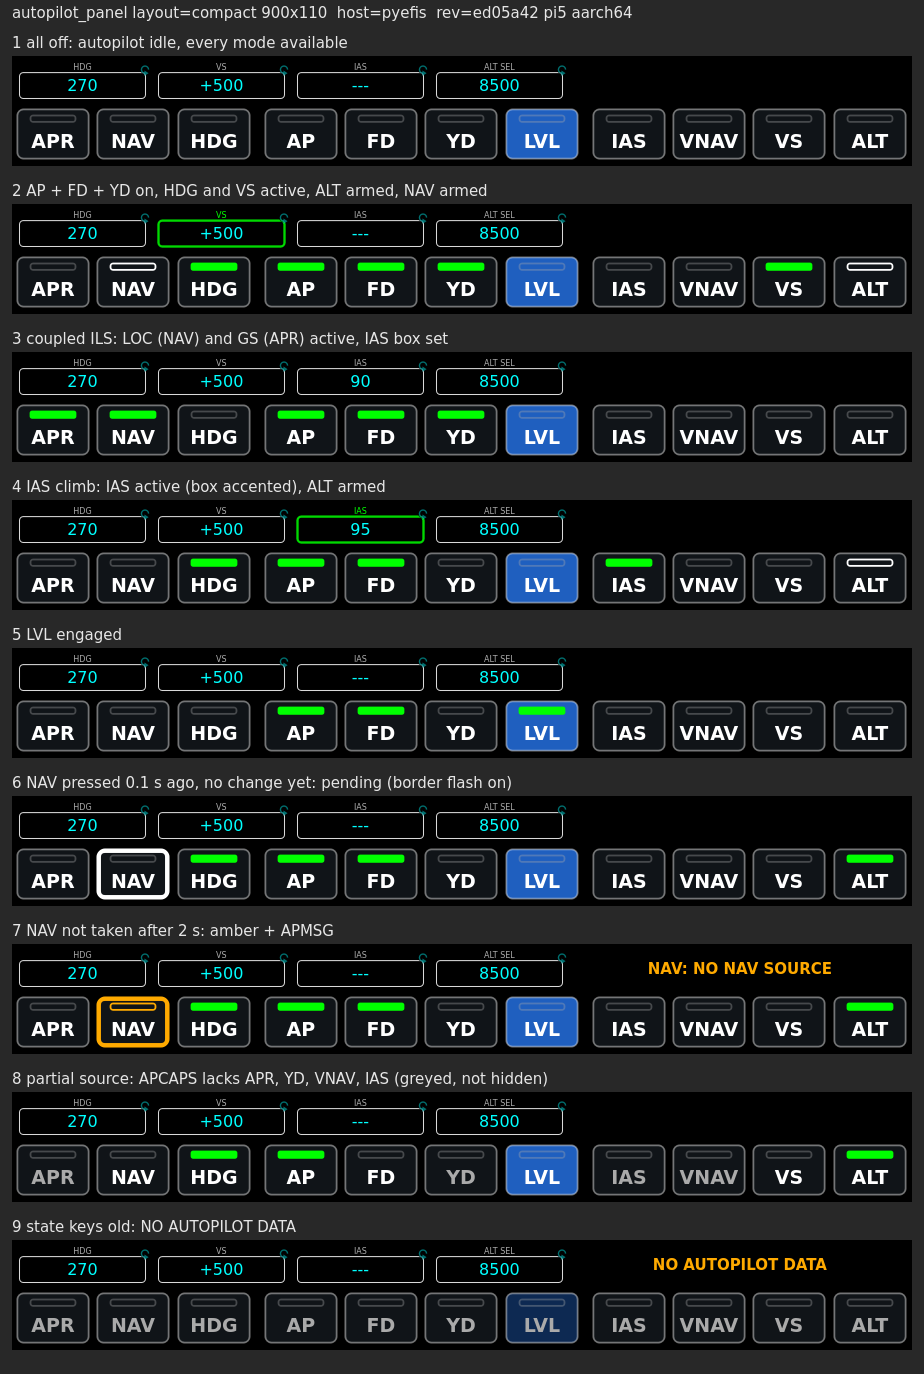 autopilot_panel layout=compact 900x110  host=pyefis  rev=ed05a42 pi5 aarch64
1 all off: autopilot idle, every mode available
HDG VS IAS ALT SEL
270 +500 --- 8500
APR NAV HDG AP FD YD LVL IAS VNAV VS ALT
2 AP + FD + YD on, HDG and VS active, ALT armed, NAV armed
HDG VS IAS ALT SEL
270 +500 --- 8500
APR NAV HDG AP FD YD LVL IAS VNAV VS ALT
3 coupled ILS: LOC (NAV) and GS (APR) active, IAS box set
HDG VS IAS ALT SEL
270 +500 90 8500
APR NAV HDG AP FD YD LVL IAS VNAV VS ALT
4 IAS climb: IAS active (box accented), ALT armed
HDG VS IAS ALT SEL
270 +500 95 8500
APR NAV HDG AP FD YD LVL IAS VNAV VS ALT
5 LVL engaged
HDG VS IAS ALT SEL
270 +500 --- 8500
APR NAV HDG AP FD YD LVL IAS VNAV VS ALT
6 NAV pressed 0.1 s ago, no change yet: pending (border flash on)
HDG VS IAS ALT SEL
270 +500 --- 8500
APR NAV HDG AP FD YD LVL IAS VNAV VS ALT
7 NAV not taken after 2 s: amber + APMSG
HDG VS IAS ALT SEL
270 +500 --- 8500 NAV: NO NAV SOURCE
APR NAV HDG AP FD YD LVL IAS VNAV VS ALT
8 partial source: APCAPS lacks APR, YD, VNAV, IAS (greyed, not hidden)
HDG VS IAS ALT SEL
270 +500 --- 8500
APR NAV HDG AP FD YD LVL IAS VNAV VS ALT
9 state keys old: NO AUTOPILOT DATA
HDG VS IAS ALT SEL
270 +500 --- 8500 NO AUTOPILOT DATA
APR NAV HDG AP FD YD LVL IAS VNAV VS ALT